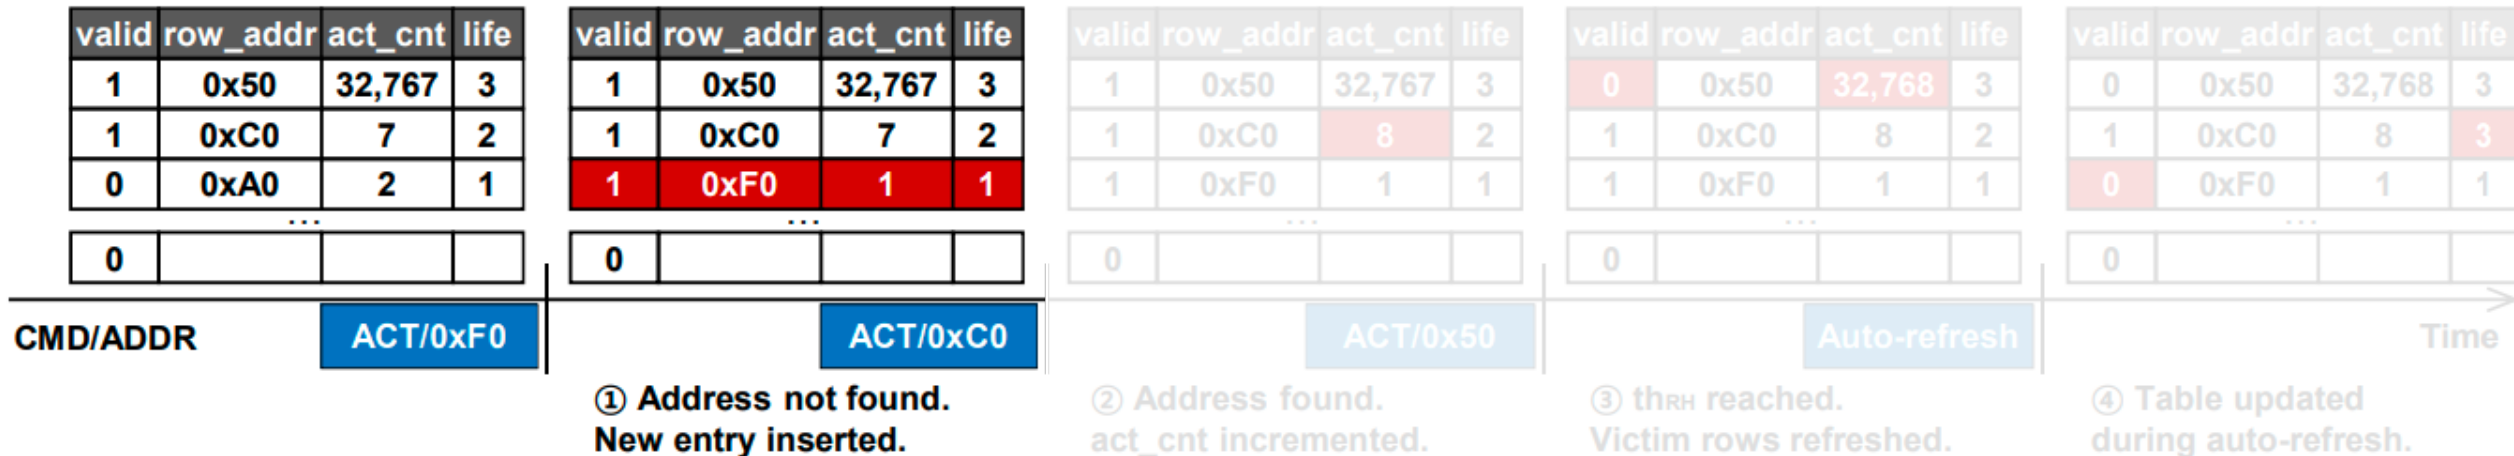 valid row_addr act_cnt life
1 0x50 32,767 3
1 0xC0 7 2
0 0xA0 2 1
...
0
valid row_addr act_cnt life
1 0x50 32,767 3
1 0xC0 7 2
1 0xF0 1 1
...
0
valid row_addr act_cnt life
1 0x50 32,767 3
1 0xC0 8 2
1 0xF0 1 1
...
0
valid row_addr act_cnt life
0 0x50 32,768 3
1 0xC0 8 2
1 0xF0 1 1
...
0
valid row_addr act_cnt life
0 0x50 32,768 3
1 0xC0 8 3
0 0xF0 1 1
...
0
CMD/ADDR ACT/0xF0 ACT/0xC0 ACT/0x50 Auto-refresh Time
① Address not found.
New entry inserted.
② Address found.
act_cnt incremented.
③ thRH reached.
Victim rows refreshed.
④ Table updated
during auto-refresh.